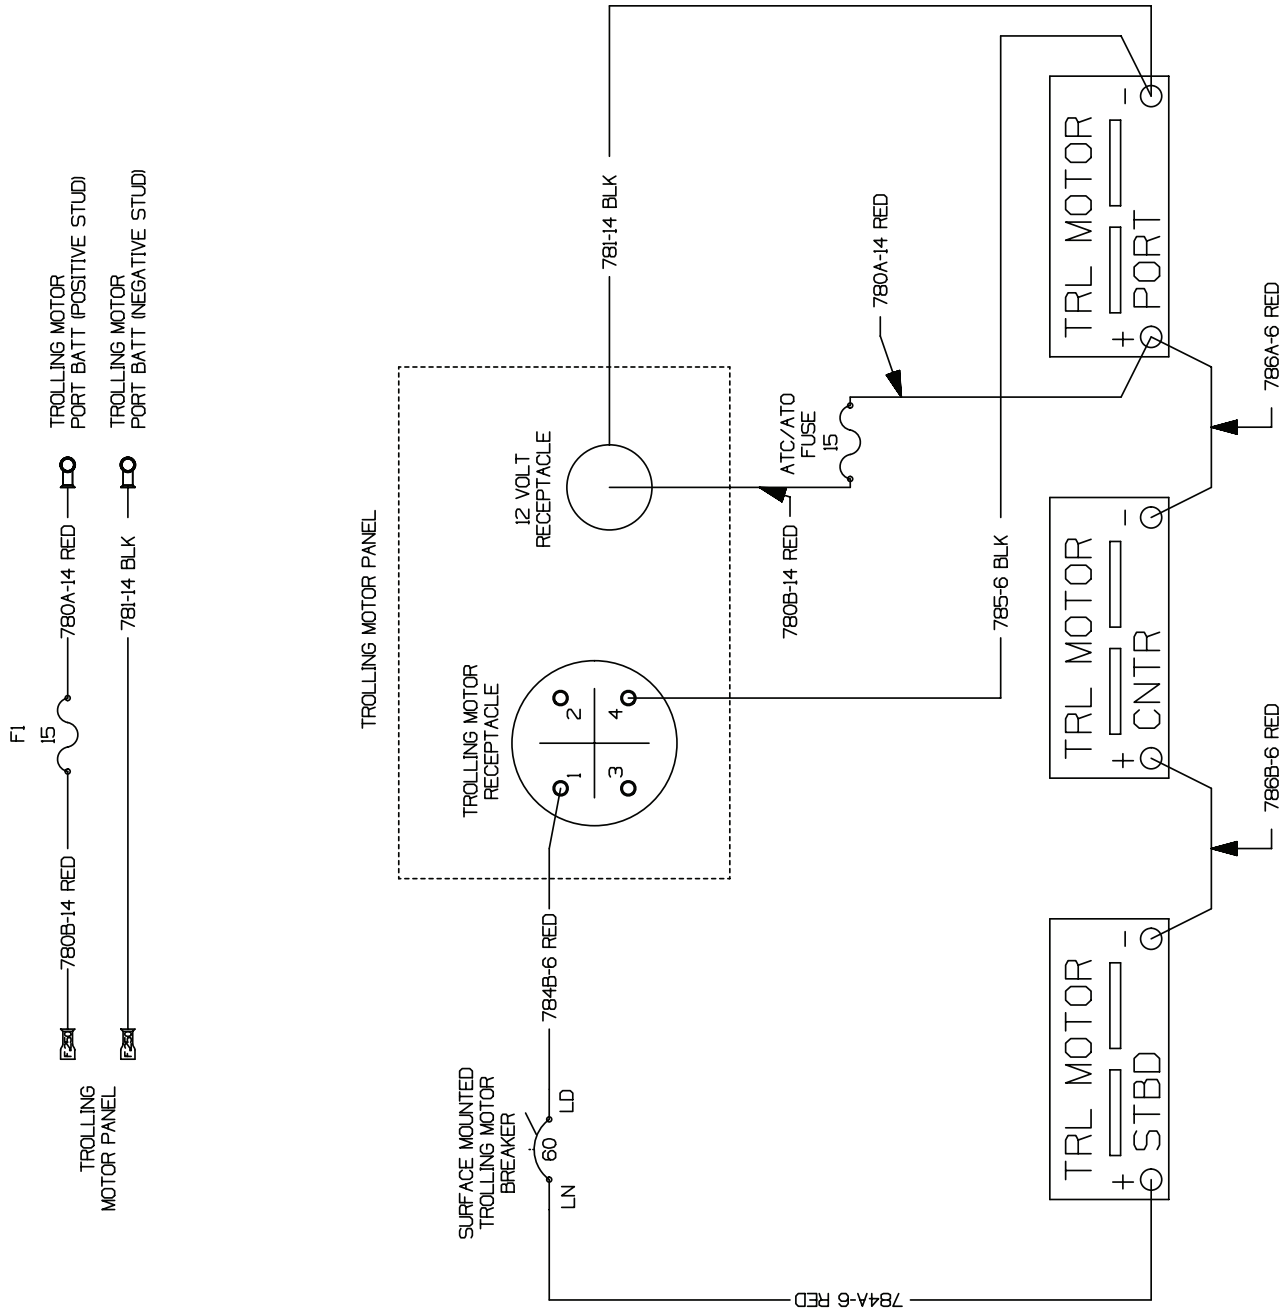 TROLLING
MOTOR PANEL
F250
F250
780B-14 RED
F1
15
780A-14 RED
781-14 BLK
TROLLING MOTOR
PORT BATT (POSITIVE STUD)
TROLLING MOTOR
PORT BATT (NEGATIVE STUD)
TROLLING MOTOR PANEL
SURFACE MOUNTED
TROLLING MOTOR
BREAKER
LN
60
LD
784B-6 RED
TROLLING MOTOR
RECEPTACLE
1
2
3
4
12 VOLT
RECEPTACLE
781-14 BLK
780B-14 RED
ATC/ATO
FUSE
15
780A-14 RED
785-6 BLK
784A-6 RED
TRL MOTOR
+ STBD -
TRL MOTOR
+ CNTR -
TRL MOTOR
+ PORT -
786B-6 RED
786A-6 RED